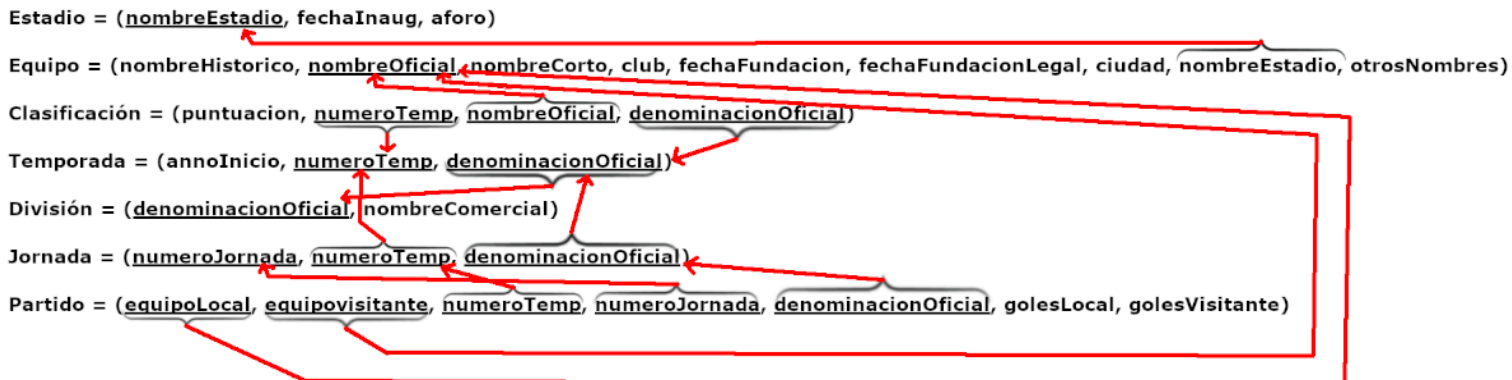 Estadio = (nombreEstadio, fechaInaug, aforo)
Equipo = (nombreHistorico, nombreOficial, nombreCorto, club, fechaFundacion, fechaFundacionLegal, ciudad, nombreEstadio, otrosNombres)
Clasificación = (puntuacion, numeroTemp, nombreOficial, denominacionOficial)
Temporada = (annoInicio, numeroTemp, denominacionOficial)
División = (denominacionOficial, nombreComercial)
Jornada = (numeroJornada, numeroTemp, denominacionOficial)
Partido = (equipoLocal, equipovisitante, numeroTemp, numeroJornada, denominacionOficial, golesLocal, golesVisitante)